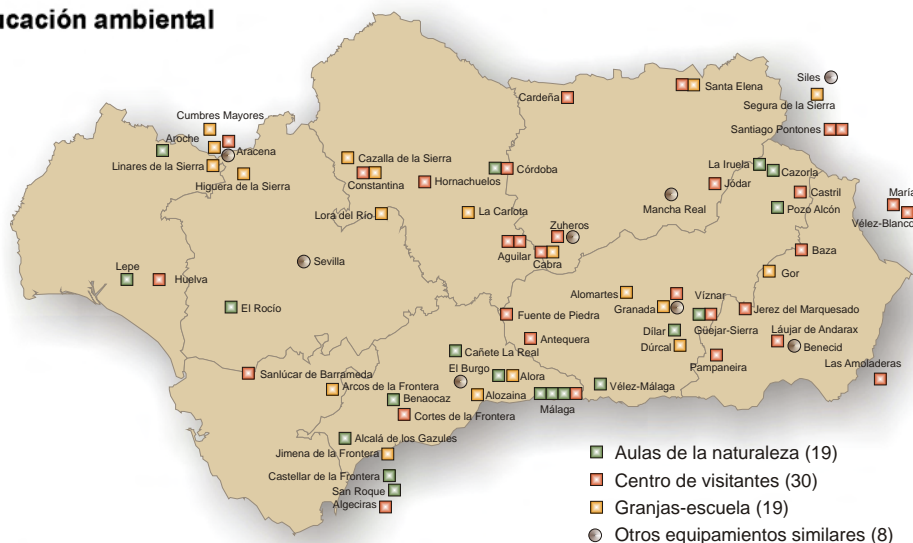 ucación ambiental
Siles
Cardeña
Santa Elena
Segura de la Sierra
Cumbres Mayores
Santiago Pontones
Aroche
Aracena
Linares de la Sierra
Cazalla de la Sierra
Córdoba
La Iruela
Cazorla
Higuera de la Sierra
Constantina
Hornachuelos
Jódar
Castril
María
Mancha Real
Pozo Alcón
Vélez-Blanco
Lora del Río
La Carlota
Zuheros
Aguilar
Cabra
Baza
Sevilla
Gor
Lepe
Huelva
Alomartes
Víznar
El Rocío
Granada
Jerez del Marquesado
Fuente de Piedra
Dílar
Güejar-Sierra
Láujar de Andarax
Antequera
Dúrcal
Benecid
Cañete La Real
Pampaneira
Las Amoladeras
El Burgo
Sanlúcar de Barrameda
Alora
Arcos de la Frontera
Vélez-Málaga
Benaocaz
Alozaina
Málaga
Cortes de la Frontera
Alcalá de los Gazules
Jimena de la Frontera
Castellar de la Frontera
San Roque
Algeciras
Aulas de la naturaleza (19)
Centro de visitantes (30)
Granjas-escuela (19)
Otros equipamientos similares (8)